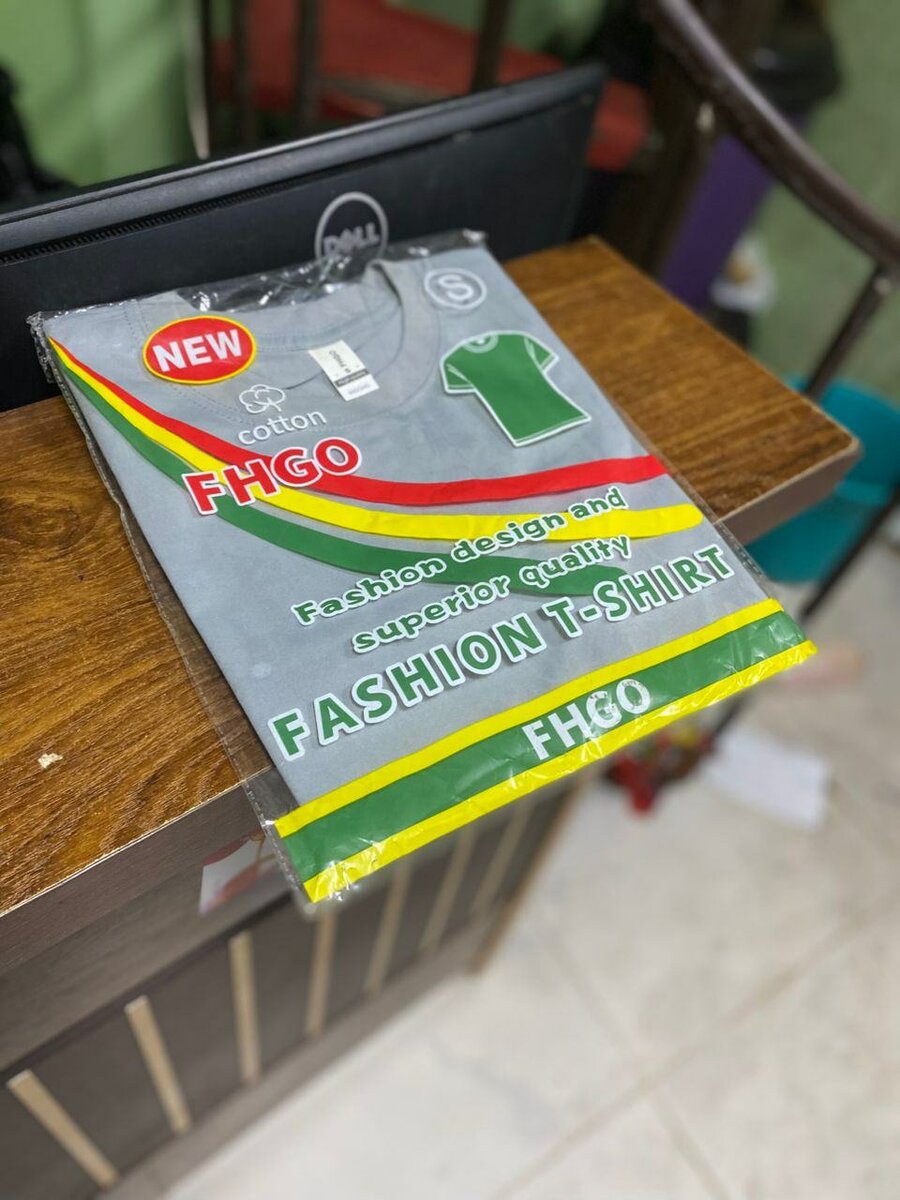 DELL
S
NEW
cotton
FHGO
Fashion design and
superior quality
FASHION T-SHIRT
FHGO